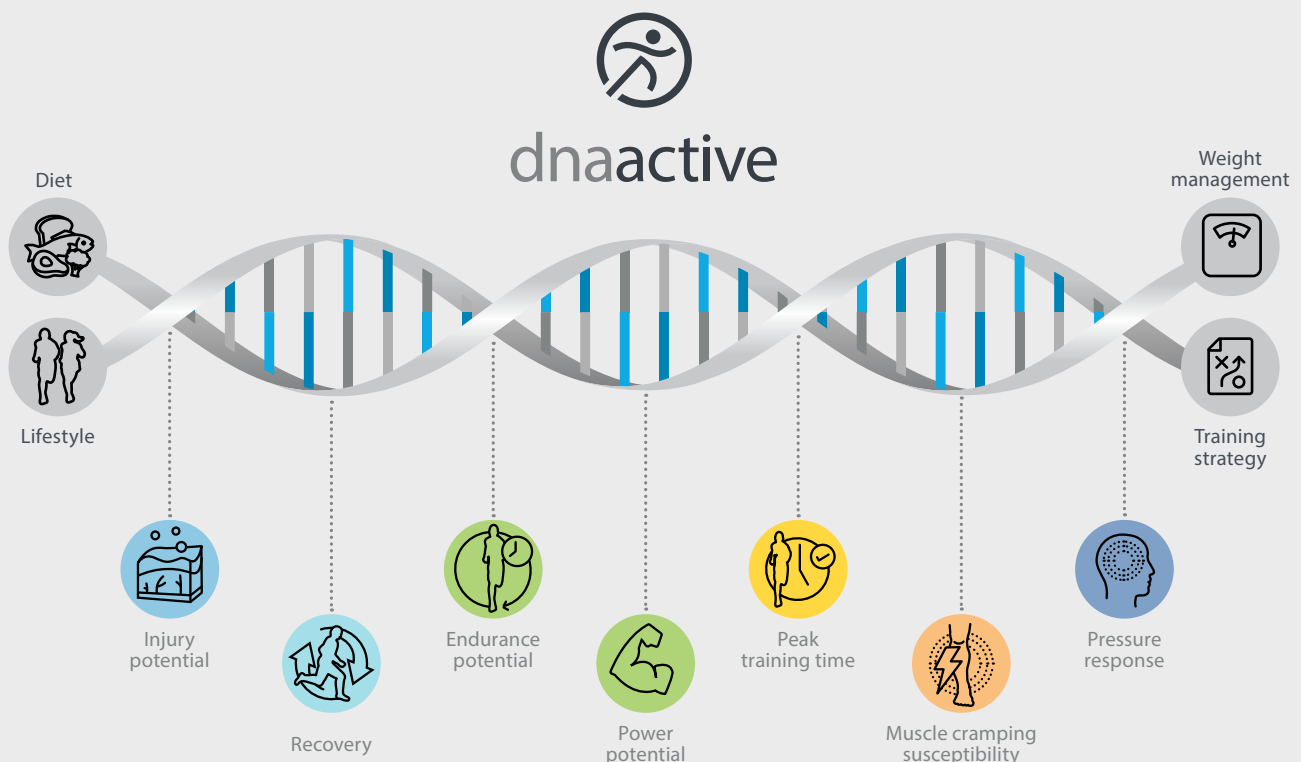 dnaactive
Diet
Weight
management
Lifestyle
Training
strategy
Injury
potential
Recovery
Endurance
potential
Power
potential
Peak
training time
Muscle cramping
susceptibility
Pressure
response